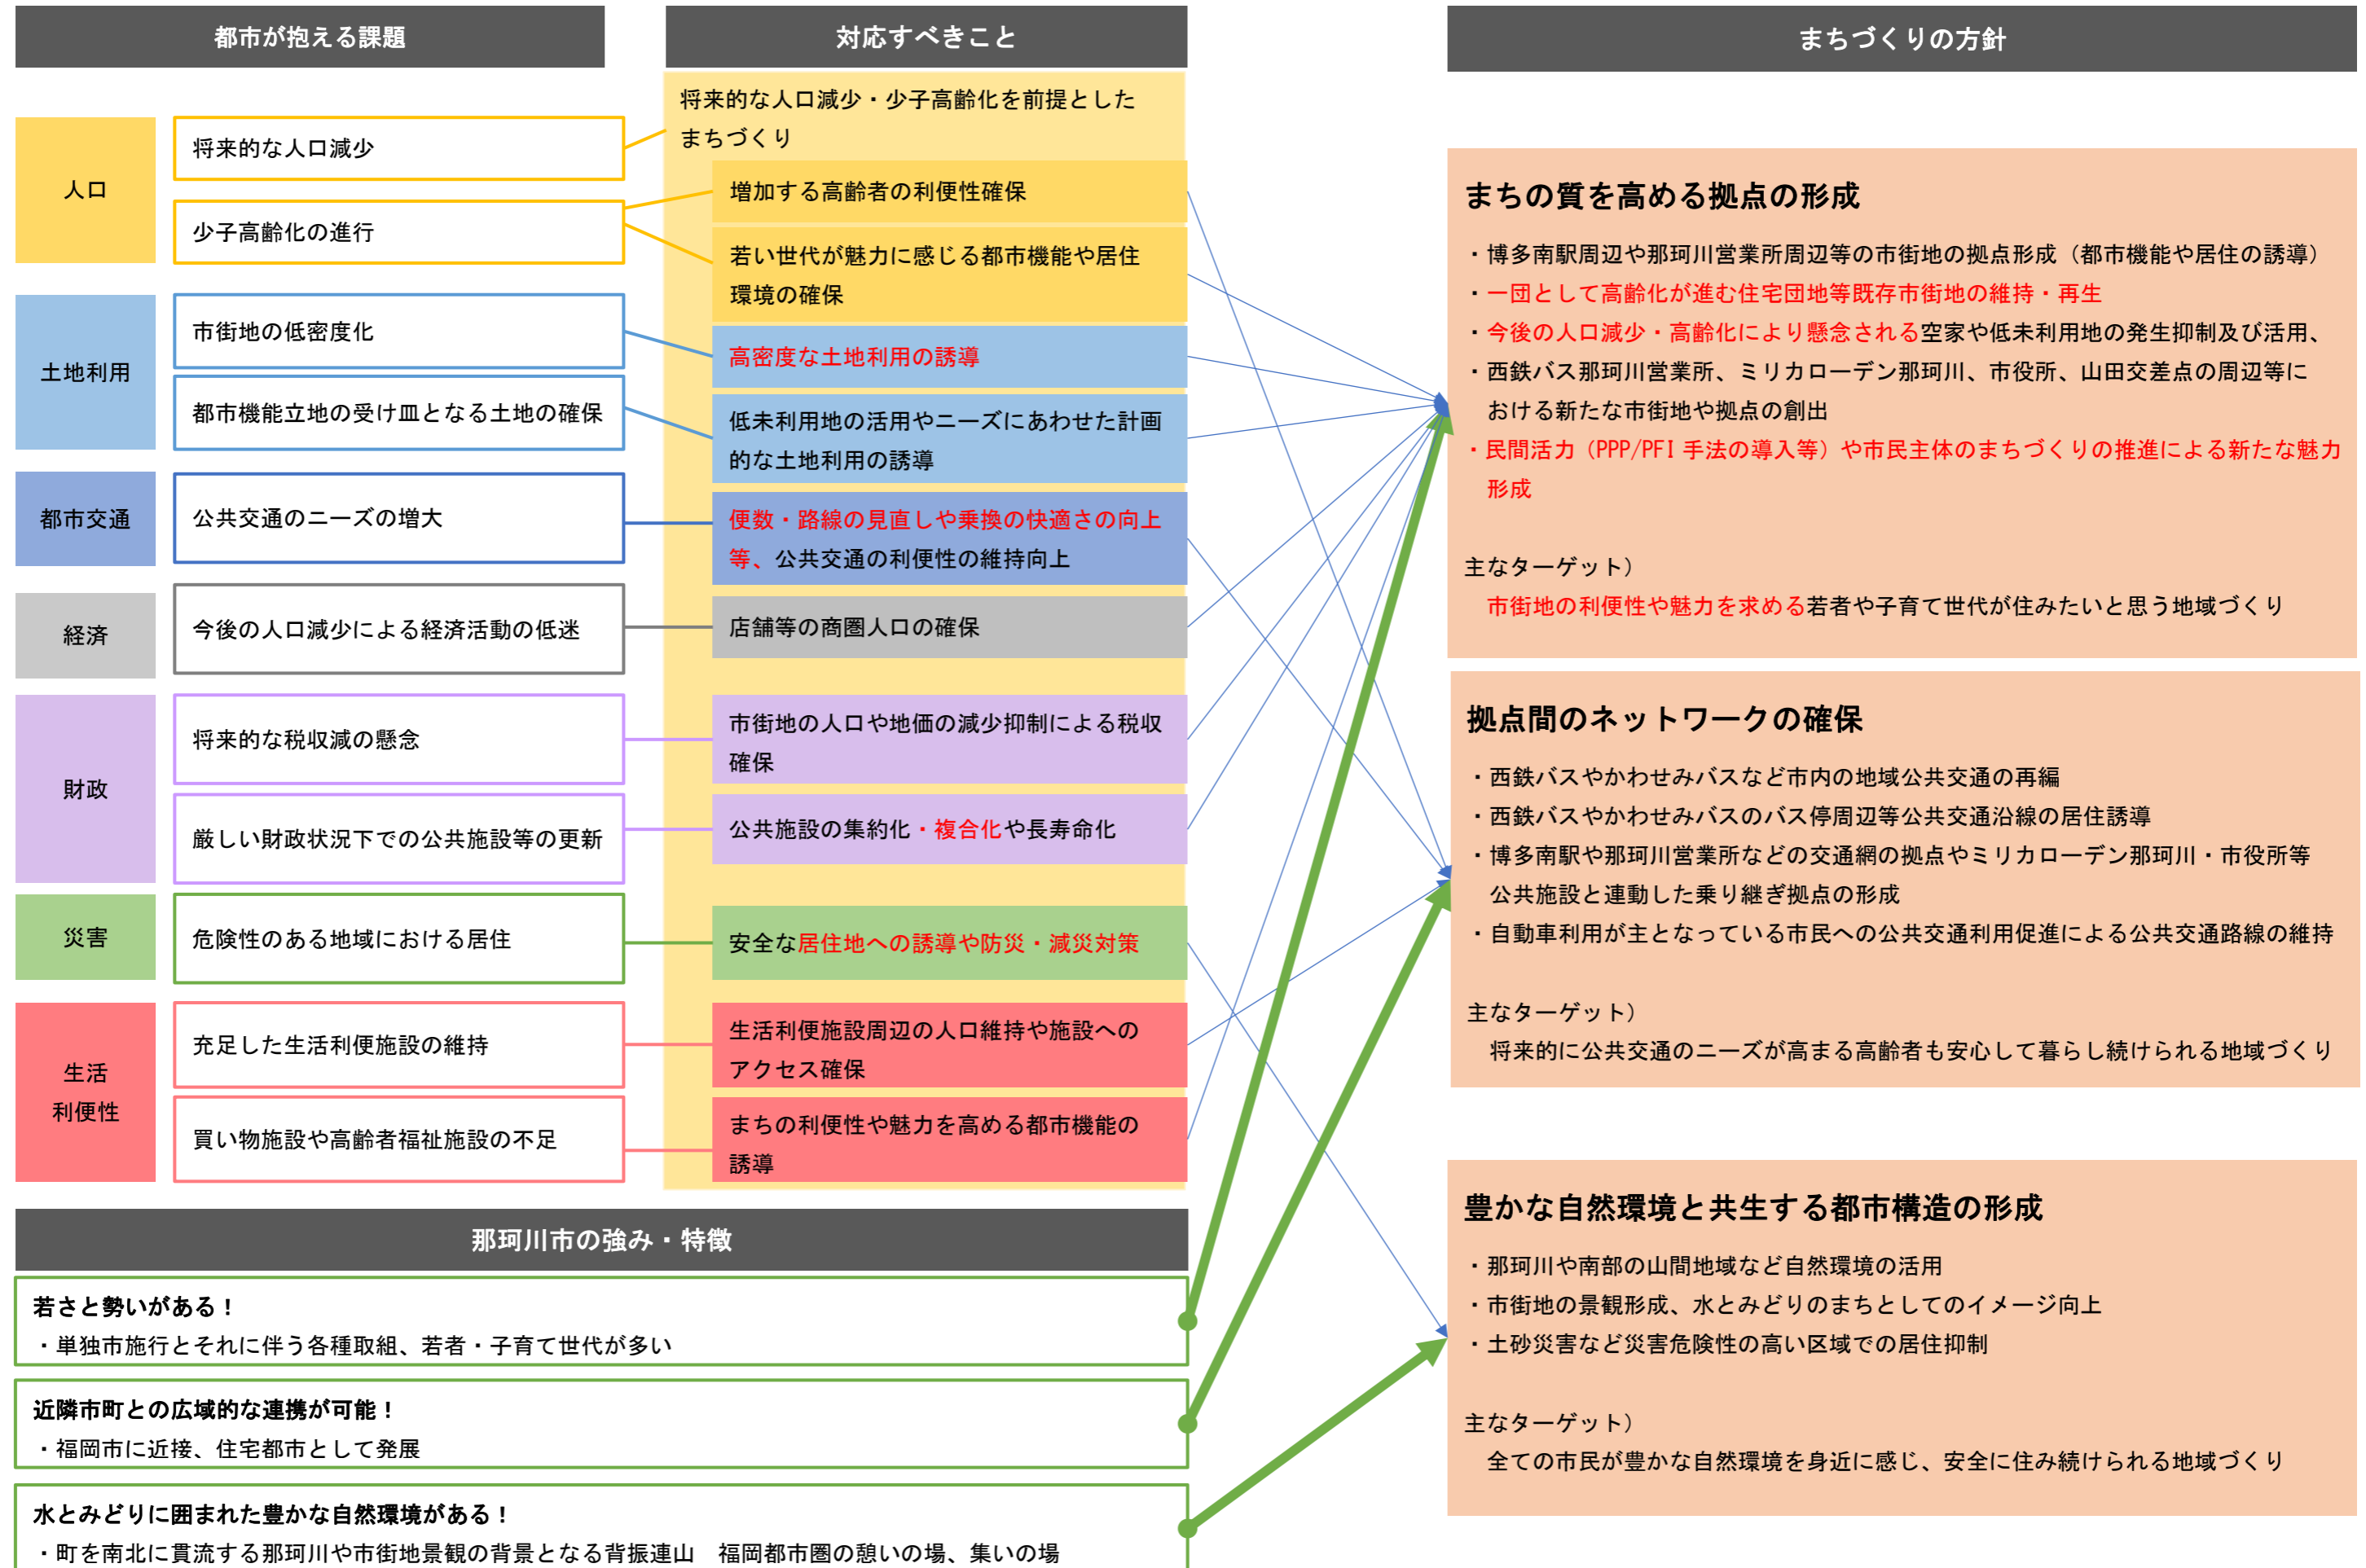 都市が抱える課題
人口
将来的な人口減少
少子高齢化の進行
土地利用
市街地の低密度化
都市機能立地の受け皿となる土地の確保
都市交通
公共交通のニーズの増大
経済
今後の人口減少による経済活動の低迷
財政
将来的な税収減の懸念
厳しい財政状況下での公共施設等の更新
災害
危険性のある地域における居住
生活
利便性
充足した生活利便施設の維持
買い物施設や高齢者福祉施設の不足
対応すべきこと
将来的な人口減少・少子高齢化を前提とした
まちづくり
増加する高齢者の利便性確保
若い世代が魅力に感じる都市機能や居住
環境の確保
高密度な土地利用の誘導
低未利用地の活用やニーズにあわせた計画
的な土地利用の誘導
便数・路線の見直しや乗換の快適さの向上
等、公共交通の利便性の維持向上
店舗等の商圏人口の確保
市街地の人口や地価の減少抑制による税収
確保
公共施設の集約化・複合化や長寿命化
安全な居住地への誘導や防災・減災対策
生活利便施設周辺の人口維持や施設への
アクセス確保
まちの利便性や魅力を高める都市機能の
誘導
那珂川市の強み・特徴
若さと勢いがある！
・単独市施行とそれに伴う各種取組、若者・子育て世代が多い
近隣市町との広域的な連携が可能！
・福岡市に近接、住宅都市として発展
水とみどりに囲まれた豊かな自然環境がある！
・町を南北に貫流する那珂川や市街地景観の背景となる背振連山　福岡都市圏の憩いの場、集いの場
まちづくりの方針
まちの質を高める拠点の形成
・博多南駅周辺や那珂川営業所周辺等の市街地の拠点形成（都市機能や居住の誘導）
・一団として高齢化が進む住宅団地等既存市街地の維持・再生
・今後の人口減少・高齢化により懸念される空家や低未利用地の発生抑制及び活用、
・西鉄バス那珂川営業所、ミリカローデン那珂川、市役所、山田交差点の周辺等に
おける新たな市街地や拠点の創出
・民間活力（PPP/PFI 手法の導入等）や市民主体のまちづくりの推進による新たな魅力
形成
主なターゲット）
市街地の利便性や魅力を求める若者や子育て世代が住みたいと思う地域づくり
拠点間のネットワークの確保
・西鉄バスやかわせみバスなど市内の地域公共交通の再編
・西鉄バスやかわせみバスのバス停周辺等公共交通沿線の居住誘導
・博多南駅や那珂川営業所などの交通網の拠点やミリカローデン那珂川・市役所等
公共施設と連動した乗り継ぎ拠点の形成
・自動車利用が主となっている市民への公共交通利用促進による公共交通路線の維持
主なターゲット）
将来的に公共交通のニーズが高まる高齢者も安心して暮らし続けられる地域づくり
豊かな自然環境と共生する都市構造の形成
・那珂川や南部の山間地域など自然環境の活用
・市街地の景観形成、水とみどりのまちとしてのイメージ向上
・土砂災害など災害危険性の高い区域での居住抑制
主なターゲット）
全ての市民が豊かな自然環境を身近に感じ、安全に住み続けられる地域づくり